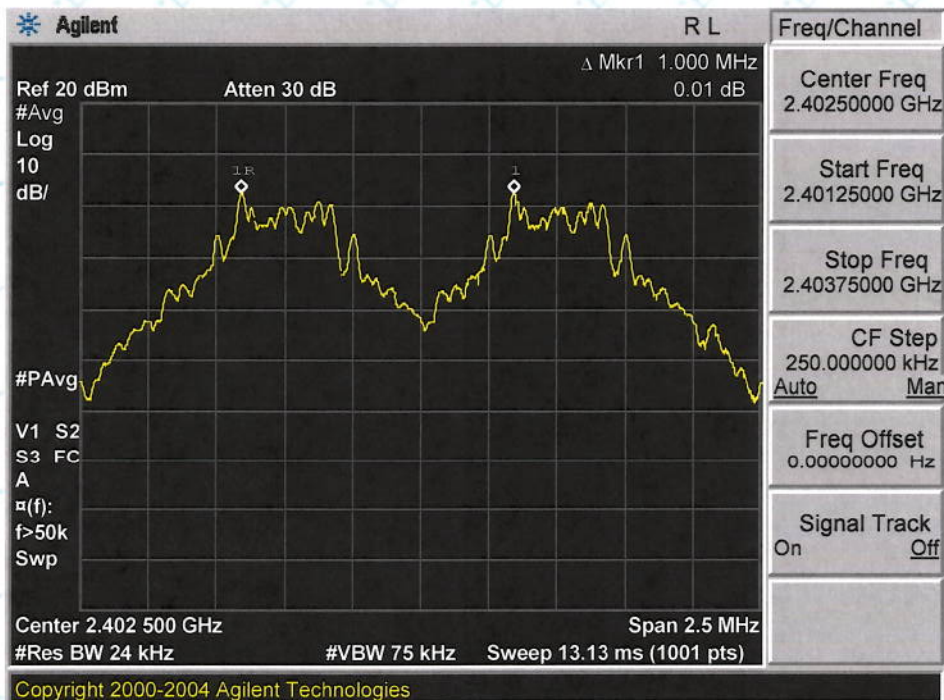 Agilent
R L
Freq/Channel
Δ Mkr1 1.000 MHz
Ref 20 dBm Atten 30 dB 0.01 dB
#Avg
Log
10
dB/
1R
1
#PAvg
V1 S2
S3 FC
A
¤(f):
f>50k
Swp
Center 2.402 500 GHz Span 2.5 MHz
#Res BW 24 kHz #VBW 75 kHz Sweep 13.13 ms (1001 pts)
Copyright 2000-2004 Agilent Technologies
Center Freq
2.40250000 GHz
Start Freq
2.40125000 GHz
Stop Freq
2.40375000 GHz
CF Step
250.000000 kHz
Auto Man
Freq Offset
0.00000000 Hz
Signal Track
On Off